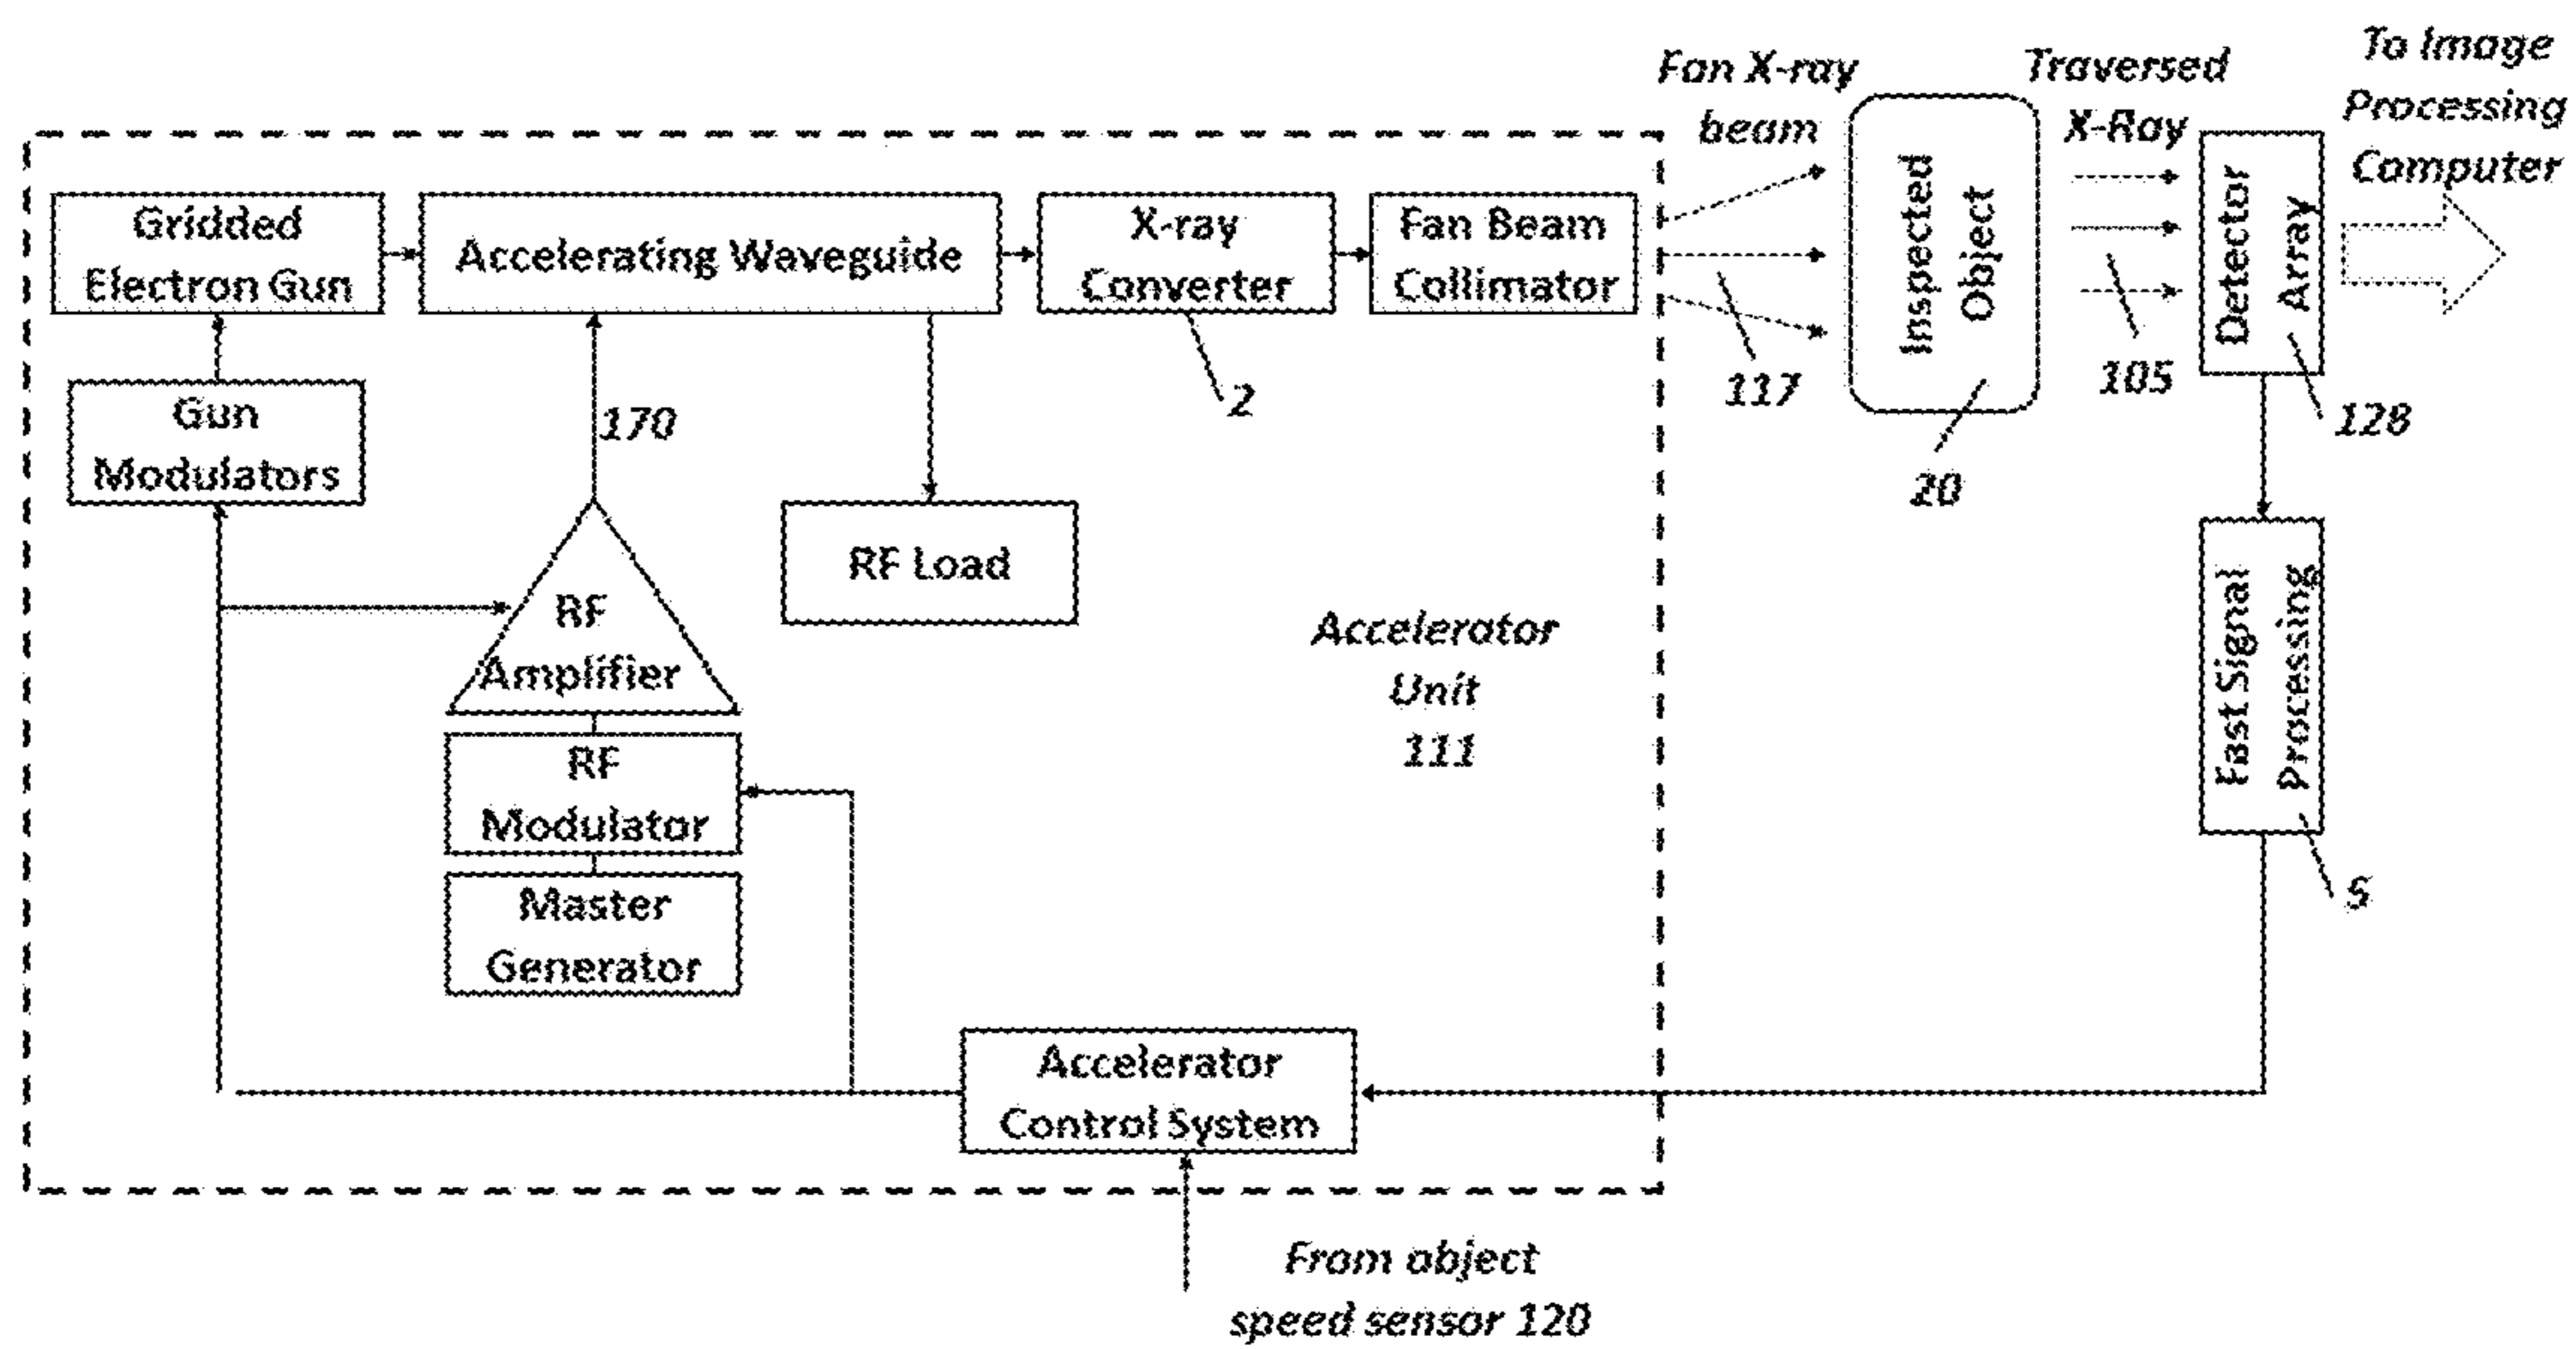 To Image
Processing
Computer
Fan X-ray
beam
Traversed
X-Ray
Gridded
Electron Gun
Accelerating Waveguide
X-ray
Converter
Fan Beam
Collimator
Inspected
Object
Detector
Array
117
105
128
20
2
170
Gun
Modulators
RF Load
RF
Amplifier
Accelerator
Unit
111
Fast Signal
Processing
5
RF
Modulator
Master
Generator
Accelerator
Control System
From object
speed sensor 120